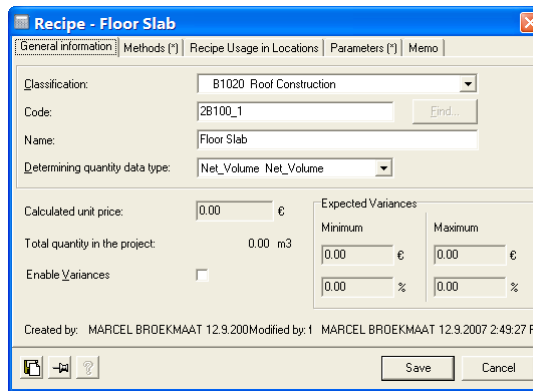 Recipe - Floor Slab
General information Methods (*) Recipe Usage in Locations Parameters (*) Memo
Classification: B1020 Roof Construction
Code: 2B100_1 Find...
Name: Floor Slab
Determining quantity data type: Net_Volume Net_Volume
Calculated unit price: 0.00 €
Expected Variances
Minimum Maximum
Total quantity in the project: 0.00 m3
0.00 € 0.00 €
Enable Variances
0.00 % 0.00 %
Created by: MARCEL BROEKMAAT 12.9.200 Modified by: MARCEL BROEKMAAT 12.9.2007 2:49:27 P
Save Cancel